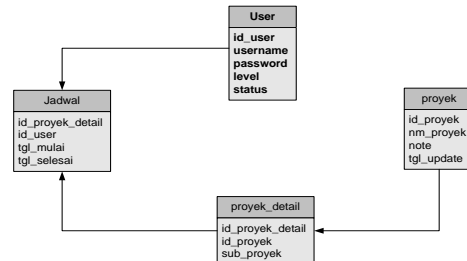 User
id_user
username
password
level
status
Jadwal
id_proyek_detail
id_user
tgl_mulai
tgl_selesai
proyek
id_proyek
nm_proyek
note
tgl_update
proyek_detail
id_proyek_detail
id_proyek
sub_proyek